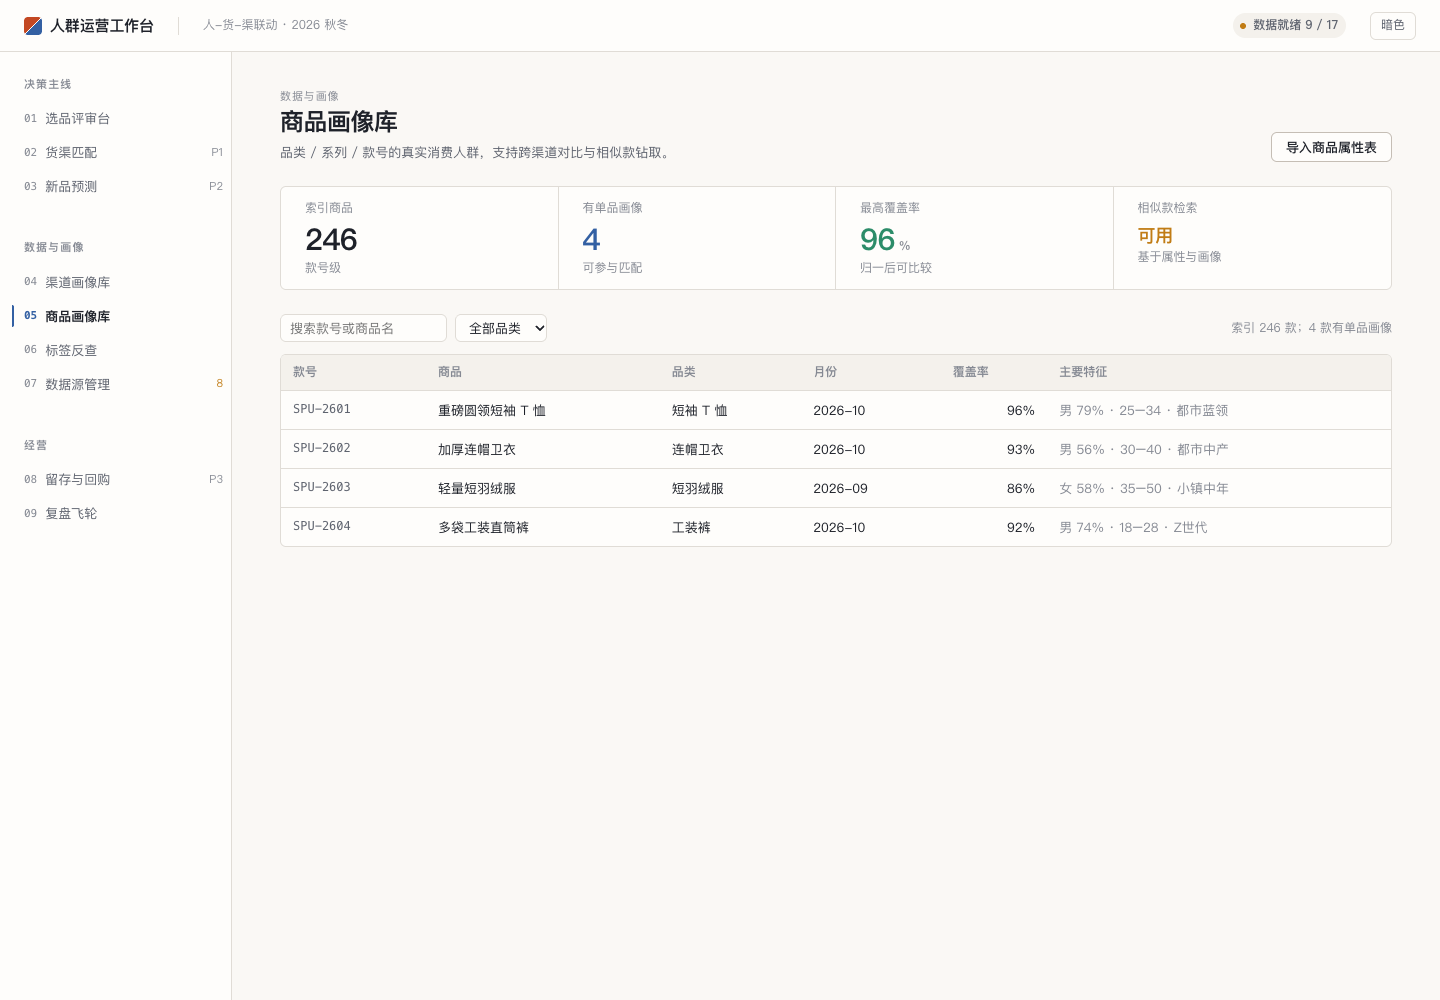 人群运营工作台
人–货–渠联动 · 2026 秋冬
数据就绪 9 / 17
暗色
决策主线
01 选品评审台
02 货渠匹配 P1
03 新品预测 P2
数据与画像
04 渠道画像库
05 商品画像库
06 标签反查
07 数据源管理 8
经营
08 留存与回购 P3
09 复盘飞轮
数据与画像
商品画像库
品类 / 系列 / 款号的真实消费人群，支持跨渠道对比与相似款钻取。
导入商品属性表
索引商品
246
款号级
有单品画像
4
可参与匹配
最高覆盖率
96 %
归一后可比较
相似款检索
可用
基于属性与画像
搜索款号或商品名
全部品类
索引 246 款；4 款有单品画像
款号 商品 品类 月份 覆盖率 主要特征
SPU-2601 重磅圆领短袖 T 恤 短袖 T 恤 2026-10 96% 男 79% · 25–34 · 都市蓝领
SPU-2602 加厚连帽卫衣 连帽卫衣 2026-10 93% 男 56% · 30–40 · 都市中产
SPU-2603 轻量短羽绒服 短羽绒服 2026-09 86% 女 58% · 35–50 · 小镇中年
SPU-2604 多袋工装直筒裤 工装裤 2026-10 92% 男 74% · 18–28 · Z世代